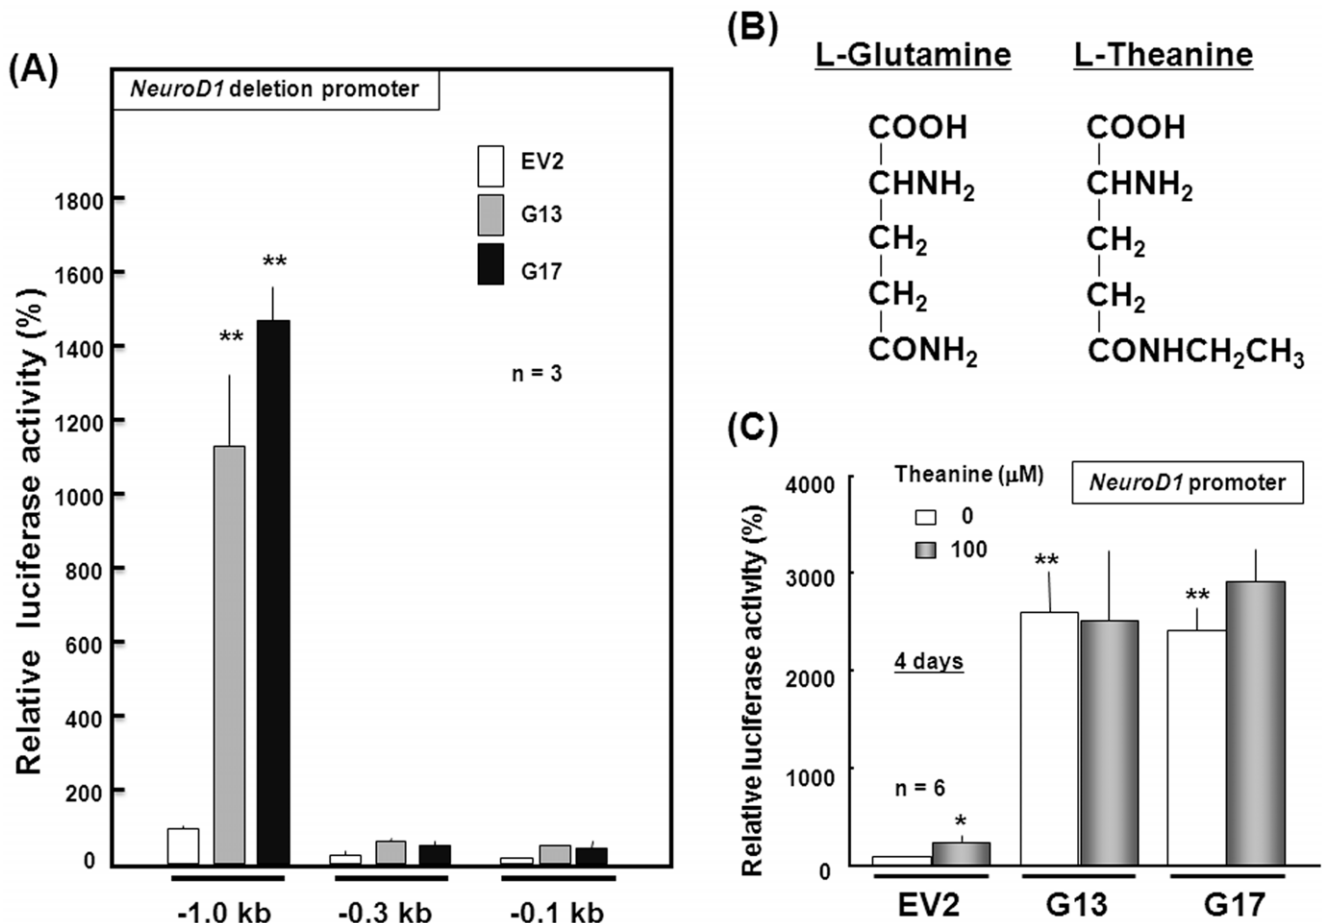 (A)
NeuroD1 deletion promoter
EV2
G13
G17
n = 3
Relative luciferase activity (%)
1800
1600
1400
1200
1000
800
600
400
200
0
**
**
-1.0 kb
-0.3 kb
-0.1 kb
(B)
L-Glutamine
COOH
CHNH₂
CH₂
CH₂
CONH₂
L-Theanine
COOH
CHNH₂
CH₂
CH₂
CONHCH₂CH₃
(C)
Theanine (μM)
0
100
NeuroD1 promoter
Relative luciferase activity (%)
4000
3000
2000
1000
0
4 days
n = 6
*
**
**
EV2
G13
G17